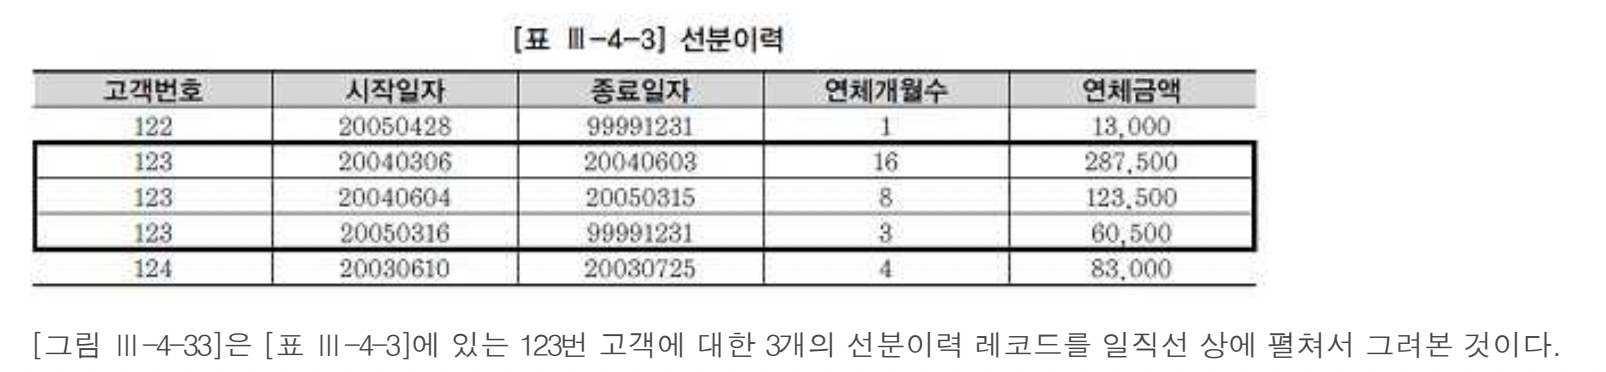 [표 Ⅲ-4-3] 선분이력
고객번호 시작일자 종료일자 연체개월수 연체금액
122 20050428 99991231 1 13,000
123 20040306 20040603 16 287,500
123 20040604 20050315 8 123,500
123 20050316 99991231 3 60,500
124 20030610 20030725 4 83,000
[그림 Ⅲ-4-33]은 [표 Ⅲ-4-3]에 있는 123번 고객에 대한 3개의 선분이력 레코드를 일직선 상에 펼쳐서 그려본 것이다.